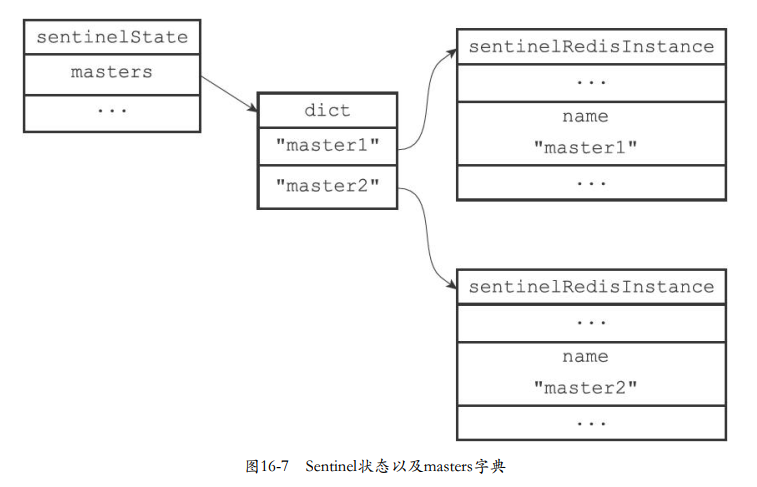 sentinelState
masters
...
dict
"master1"
"master2"
sentinelRedisInstance
...
name
"master1"
...
sentinelRedisInstance
...
name
"master2"
...
图16-7 Sentinel状态以及masters字典